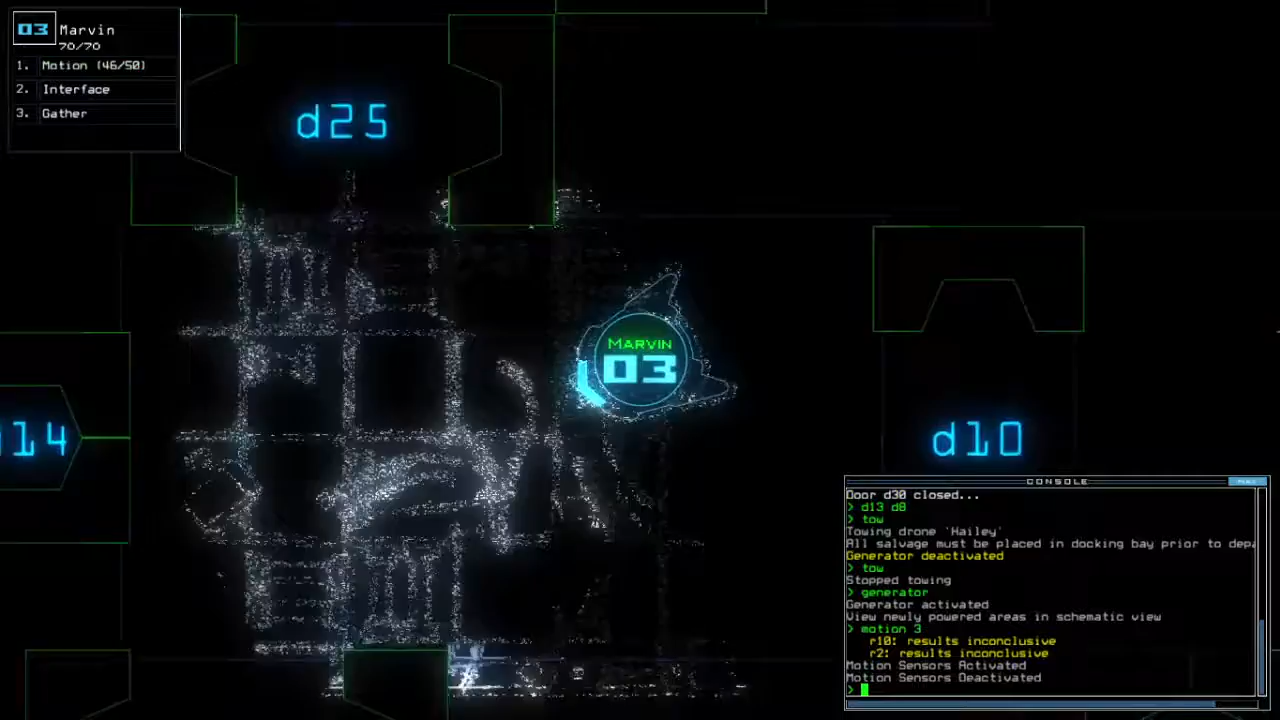 03 Marvin
70/70
1. Motion (46/50)
2. Interface
3. Gather
d25
MARVIN
03
14
d10
CONSOLE
Door d30 closed...
> d13 d8
> tow
Towing drone 'Hailey'
All salvage must be placed in docking bay prior to depa
Generator deactivated
> tow
Stopped towing
> generator
Generator activated
View newly powered areas in schematic view
> motion 3
r10: results inconclusive
r2: results inconclusive
Motion Sensors Activated
Motion Sensors Deactivated
>